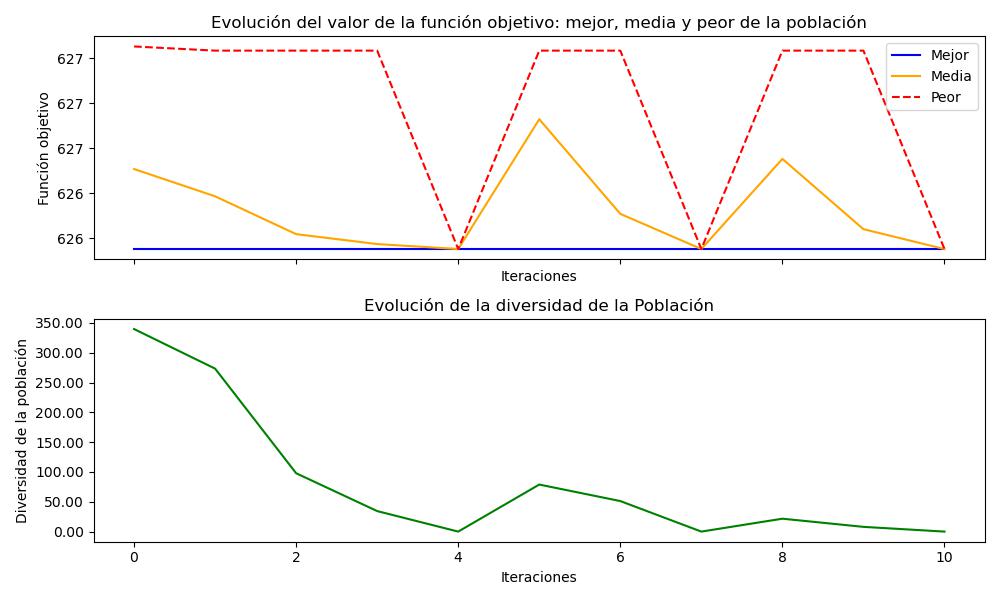 Evolución del valor de la función objetivo: mejor, media y peor de la población
Función objetivo
627
627
627
626
626
Mejor
Media
Peor
Iteraciones
Evolución de la diversidad de la Población
Diversidad de la población
350.00
300.00
250.00
200.00
150.00
100.00
50.00
0.00
0 2 4 6 8 10
Iteraciones